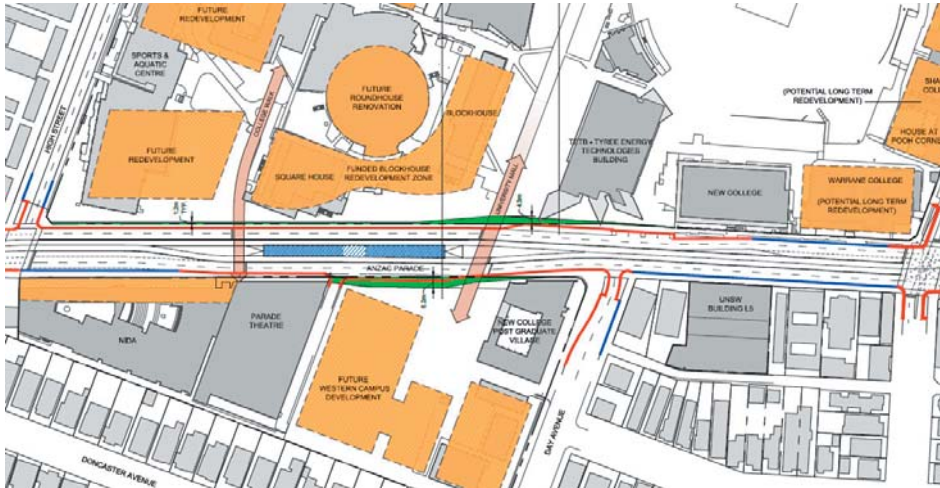 FUTURE
REDEVELOPMENT
SPORTS &
AQUATIC
CENTRE
HIGH STREET
FUTURE
REDEVELOPMENT
COLLEGE WALK
FUTURE
ROUNDHOUSE
RENOVATION
BLOCKHOUSE
SQUARE HOUSE
FUNDED BLOCKHOUSE
REDEVELOPMENT ZONE
UNIVERSITY MALL
TETB - TYREE ENERGY
TECHNOLOGIES
BUILDING
(POTENTIAL LONG TERM
REDEVELOPMENT)
HOUSE AT
POOH CORNE
NEW COLLEGE
WARRANE COLLEGE
(POTENTIAL LONG TERM
REDEVELOPMENT)
ANZAC PARADE
NIDA
PARADE
THEATRE
FUTURE
WESTERN CAMPUS
DEVELOPMENT
NEW COLLEGE
POST GRADUATE
VILLAGE
UNSW
BUILDING L5
DAY AVENUE
DONCASTER AVENUE